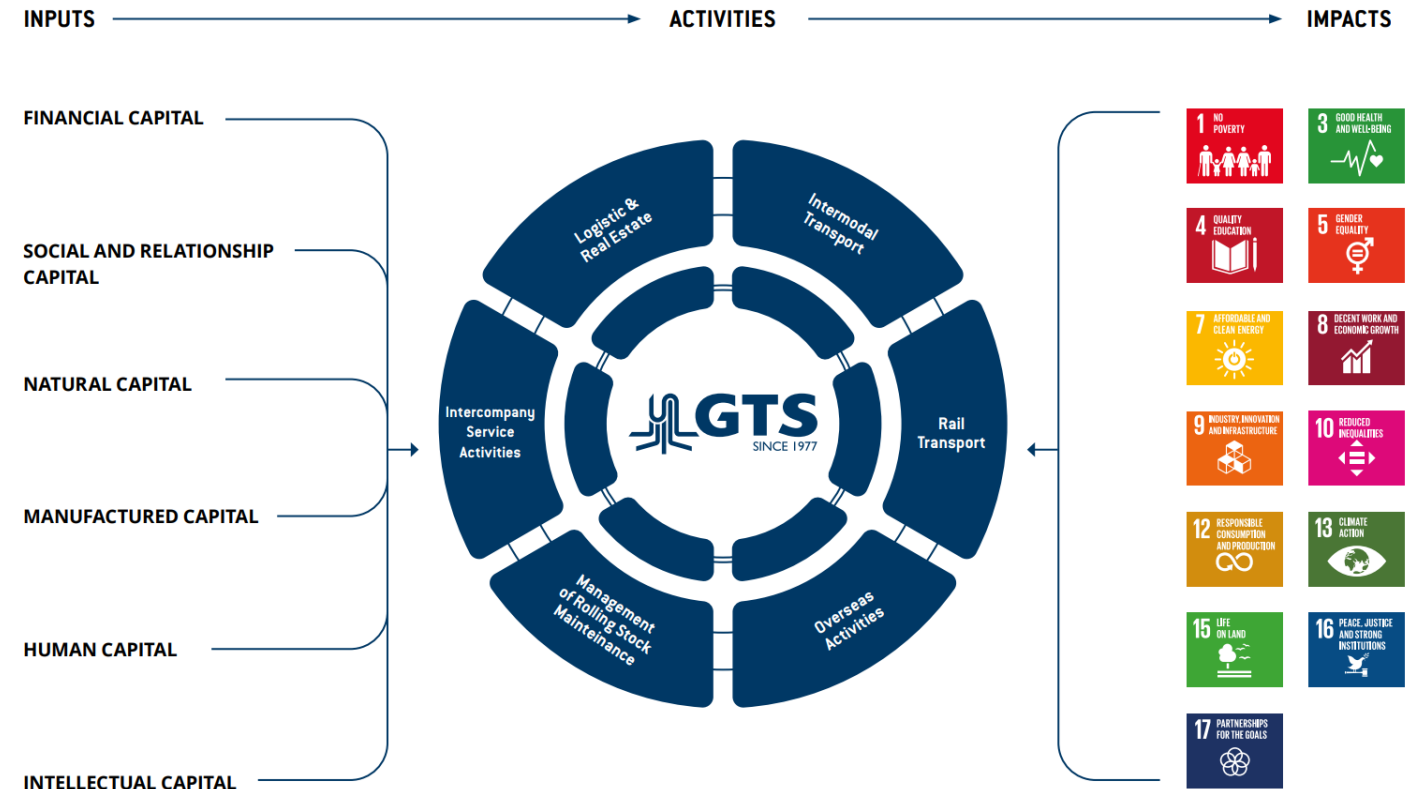 INPUTS
ACTIVITIES
IMPACTS
FINANCIAL CAPITAL
SOCIAL AND RELATIONSHIP
CAPITAL
NATURAL CAPITAL
MANUFACTURED CAPITAL
HUMAN CAPITAL
INTELLECTUAL CAPITAL
Logistic &
Real Estate
Intermodal
Transport
Intercompany
Service
Activities
GTS
SINCE 1977
Rail
Transport
Management
of Rolling Stock
Mainteinance
Overseas
Activities
1 NO
POVERTY
3 GOOD HEALTH
AND WELL-BEING
4 QUALITY
EDUCATION
5 GENDER
EQUALITY
7 AFFORDABLE AND
CLEAN ENERGY
8 DECENT WORK AND
ECONOMIC GROWTH
9 INDUSTRY, INNOVATION
AND INFRASTRUCTURE
10 REDUCED
INEQUALITIES
12 RESPONSIBLE
CONSUMPTION
AND PRODUCTION
13 CLIMATE
ACTION
15 LIFE
ON LAND
16 PEACE, JUSTICE
AND STRONG
INSTITUTIONS
17 PARTNERSHIPS
FOR THE GOALS